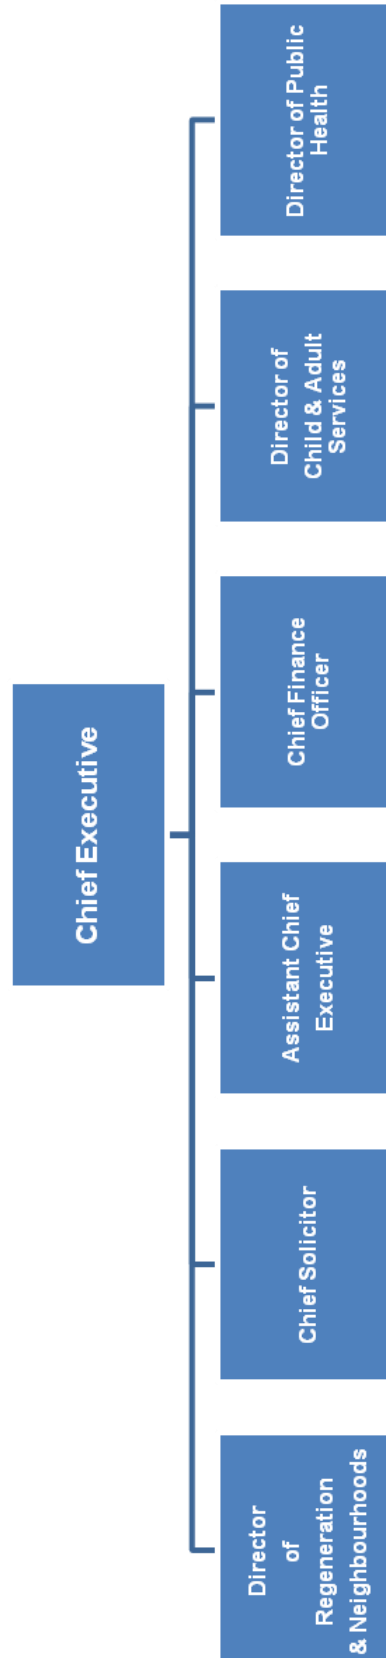 Chief Executive
Director
of
Regeneration
& Neighbourhoods
Chief Solicitor
Assistant Chief
Executive
Chief Finance
Officer
Director of
Child & Adult
Services
Director of Public
Health